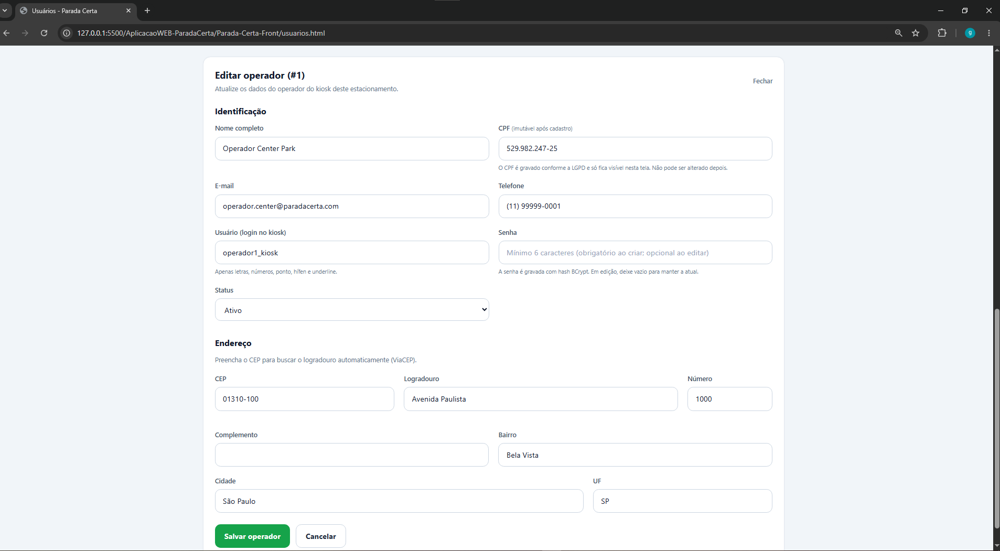 Usuários - Parada Certa
127.0.0.1:5500/AplicacaoWEB-ParadaCerta/Parada-Certa-Front/usuarios.html
g
Editar operador (#1)
Atualize os dados do operador do kiosk deste estacionamento.
Fechar
Identificação
Nome completo
CPF (imutável após cadastro)
Operador Center Park
529.982.247-25
O CPF é gravado conforme a LGPD e só fica visível nesta tela. Não pode ser alterado depois.
E-mail
Telefone
operador.center@paradacerta.com
(11) 99999-0001
Usuário (login no kiosk)
Senha
operador1_kiosk
Mínimo 6 caracteres (obrigatório ao criar; opcional ao editar)
Apenas letras, números, ponto, hífen e underline.
A senha é gravada com hash BCrypt. Em edição, deixe vazio para manter a atual.
Status
Ativo
Endereço
Preencha o CEP para buscar o logradouro automaticamente (ViaCEP).
CEP
Logradouro
Número
01310-100
Avenida Paulista
1000
Complemento
Bairro
Bela Vista
Cidade
UF
São Paulo
SP
Salvar operador
Cancelar